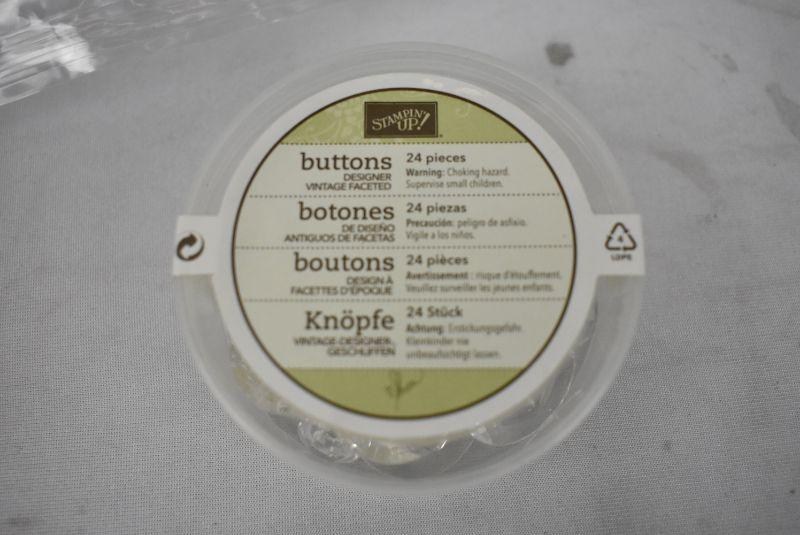 STAMPIN'
UP!
buttons
DESIGNER
VINTAGE FACETED
24 pieces
Warning: Choking hazard.
Supervise small children.
botones
DE DISEÑO
ANTIGUOS DE FACETAS
24 piezas
Precaución: peligro de asfixio.
Vigile a los niños.
boutons
DESIGN À
FACETTES D'ÉPOQUE
24 pièces
Avertissement : risque d'étouffement.
Veuillez surveiller les jeunes enfants.
Knöpfe
VINTAGE-DESIGNER,
GESCHLIFFEN
24 Stück
Achtung: Erstickungsgefahr.
Kleinkinder nie
unbeaufsichtigt lassen.
4
LDPE